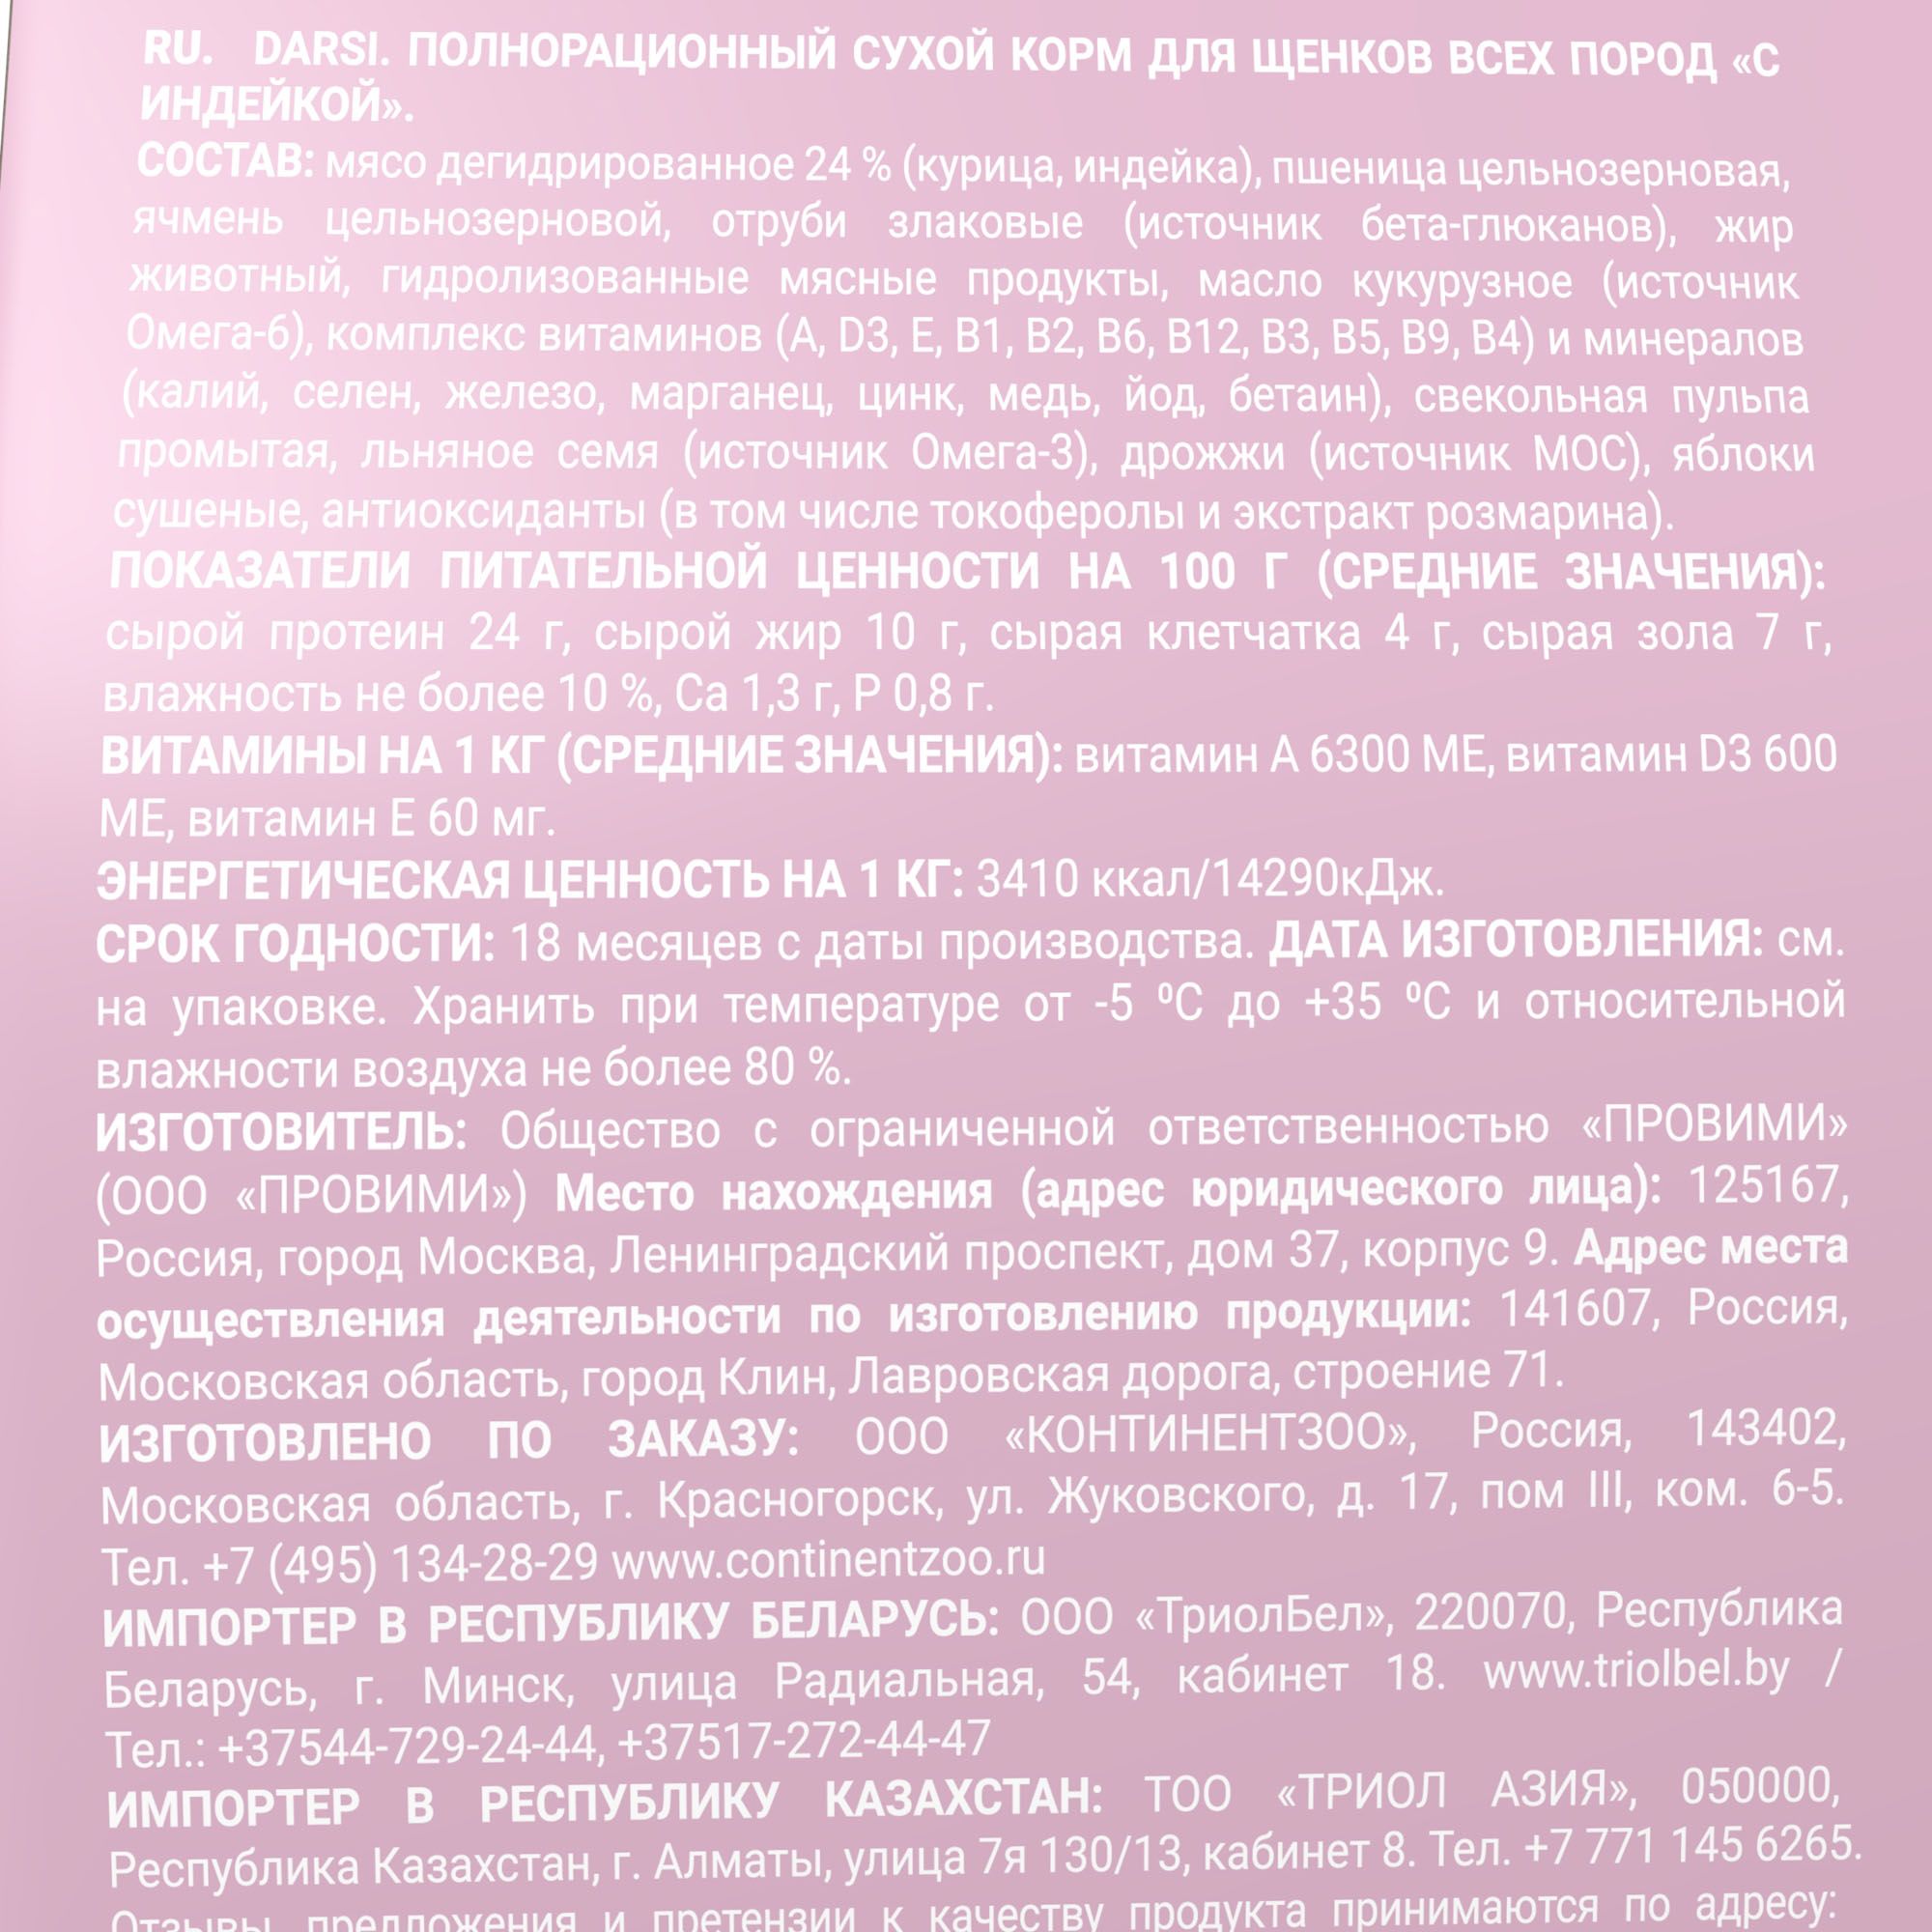 RU. DARSI. ПОЛНОРАЦИОННЫЙ СУХОЙ КОРМ ДЛЯ ЩЕНКОВ ВСЕХ ПОРОД «С
ИНДЕЙКОЙ».
СОСТАВ: мясо дегидрированное 24 % (курица, индейка), пшеница цельнозерновая,
ячмень цельнозерновой, отруби злаковые (источник бета-глюканов), жир
животный, гидролизованные мясные продукты, масло кукурузное (источник
Омега-6), комплекс витаминов (A, D3, E, B1, B2, B6, B12, B3, B5, B9, B4) и минералов
(калий, селен, железо, марганец, цинк, медь, йод, бетаин), свекольная пульпа
промытая, льняное семя (источник Омега-3), дрожжи (источник МОС), яблоки
сушеные, антиоксиданты (в том числе токоферолы и экстракт розмарина).
ПОКАЗАТЕЛИ ПИТАТЕЛЬНОЙ ЦЕННОСТИ НА 100 Г (СРЕДНИЕ ЗНАЧЕНИЯ):
сырой протеин 24 г, сырой жир 10 г, сырая клетчатка 4 г, сырая зола 7 г,
влажность не более 10 %, Ca 1,3 г, P 0,8 г.
ВИТАМИНЫ НА 1 КГ (СРЕДНИЕ ЗНАЧЕНИЯ): витамин А 6300 МЕ, витамин D3 600
МЕ, витамин Е 60 мг.
ЭНЕРГЕТИЧЕСКАЯ ЦЕННОСТЬ НА 1 КГ: 3410 ккал/14290кДж.
СРОК ГОДНОСТИ: 18 месяцев с даты производства. ДАТА ИЗГОТОВЛЕНИЯ: см.
на упаковке. Хранить при температуре от -5 ⁰С до +35 ⁰С и относительной
влажности воздуха не более 80 %.
ИЗГОТОВИТЕЛЬ: Общество с ограниченной ответственностью «ПРОВИМИ»
(ООО «ПРОВИМИ») Место нахождения (адрес юридического лица): 125167,
Россия, город Москва, Ленинградский проспект, дом 37, корпус 9. Адрес места
осуществления деятельности по изготовлению продукции: 141607, Россия,
Московская область, город Клин, Лавровская дорога, строение 71.
ИЗГОТОВЛЕНО ПО ЗАКАЗУ: ООО «КОНТИНЕНТЗОО», Россия, 143402,
Московская область, г. Красногорск, ул. Жуковского, д. 17, пом III, ком. 6-5.
Тел. +7 (495) 134-28-29 www.continentzoo.ru
ИМПОРТЕР В РЕСПУБЛИКУ БЕЛАРУСЬ: ООО «ТриолБел», 220070, Республика
Беларусь, г. Минск, улица Радиальная, 54, кабинет 18. www.triolbel.by /
Тел.: +37544-729-24-44, +37517-272-44-47
ИМПОРТЕР В РЕСПУБЛИКУ КАЗАХСТАН: ТОО «ТРИОЛ АЗИЯ», 050000,
Республика Казахстан, г. Алматы, улица 7я 130/13, кабинет 8. Тел. +7 771 145 6265.
Отзывы, предложения и претензии к качеству продукта принимаются по адресу: